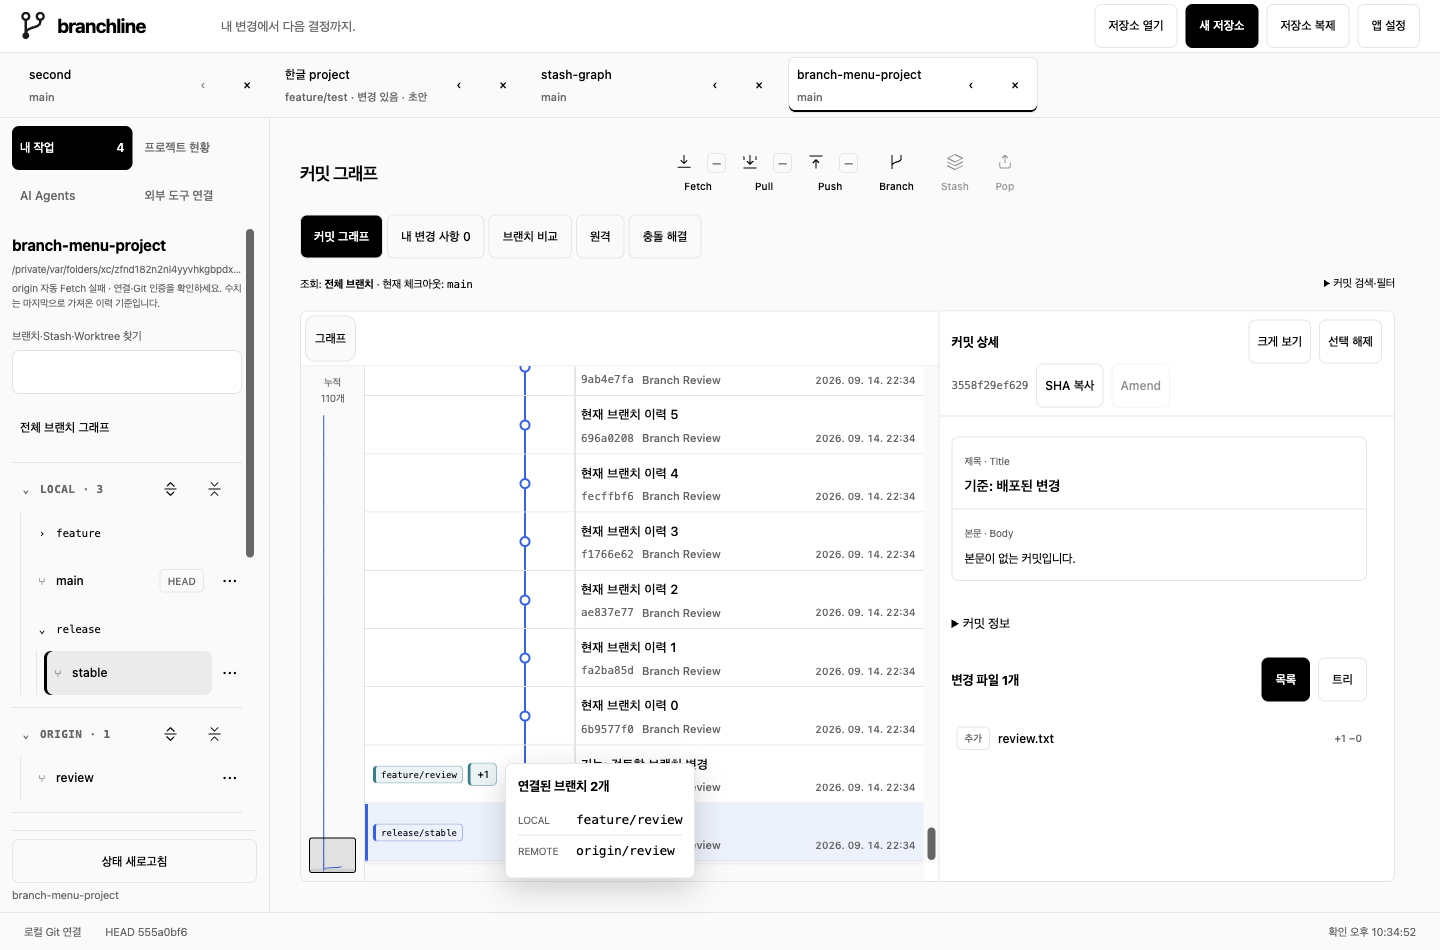 branchline
내 변경에서 다음 결정까지.
저장소 열기
새 저장소
저장소 복제
앱 설정
second
main
‹
×
한글 project
feature/test · 변경 있음 · 초안
‹
×
stash-graph
main
‹
×
branch-menu-project
main
‹
×
내 작업 4
프로젝트 현황
AI Agents
외부 도구 연결
branch-menu-project
/private/var/folders/xc/zfnd182n2nl4yyvhkgbpdx...
origin 자동 Fetch 실패 · 연결·Git 인증을 확인하세요. 수치
는 마지막으로 가져온 이력 기준입니다.
브랜치·Stash·Worktree 찾기
전체 브랜치 그래프
LOCAL · 3
feature
main HEAD ···
release
stable ···
ORIGIN · 1
review ···
상태 새로고침
branch-menu-project
커밋 그래프
Fetch
Pull
Push
Branch
Stash
Pop
커밋 그래프
내 변경 사항 0
브랜치 비교
원격
충돌 해결
조회: 전체 브랜치 · 현재 체크아웃: main
▶ 커밋 검색·필터
그래프
누적
110개
9ab4e7fa Branch Review 2026. 09. 14. 22:34
현재 브랜치 이력 5
696a0208 Branch Review 2026. 09. 14. 22:34
현재 브랜치 이력 4
fecffbf6 Branch Review 2026. 09. 14. 22:34
현재 브랜치 이력 3
f1766e62 Branch Review 2026. 09. 14. 22:34
현재 브랜치 이력 2
ae837e77 Branch Review 2026. 09. 14. 22:34
현재 브랜치 이력 1
fa2ba85d Branch Review 2026. 09. 14. 22:34
현재 브랜치 이력 0
6b9577f0 Branch Review 2026. 09. 14. 22:34
feature/review +1
2026. 09. 14. 22:34
release/stable
2026. 09. 14. 22:34
연결된 브랜치 2개
LOCAL feature/review
REMOTE origin/review
커밋 상세
크게 보기
선택 해제
3558f29ef629
SHA 복사
Amend
제목 · Title
기준: 배포된 변경
본문 · Body
본문이 없는 커밋입니다.
▶ 커밋 정보
변경 파일 1개
목록
트리
추가 review.txt +1 −0
로컬 Git 연결
HEAD 555a0bf6
확인 오후 10:34:52